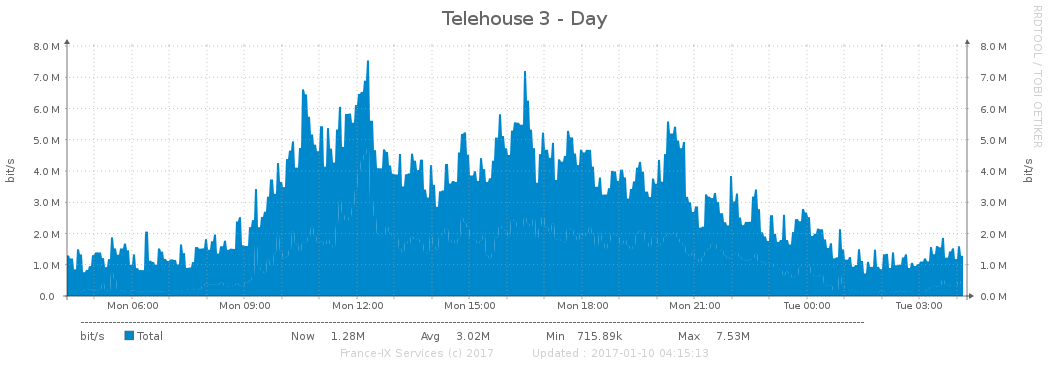 Telehouse 3 - Day
RRDTOOL / TOBI OETIKER
bit/s
8.0 M 8.0 M
7.0 M 7.0 M
6.0 M 6.0 M
5.0 M 5.0 M
4.0 M 4.0 M
3.0 M 3.0 M
2.0 M 2.0 M
1.0 M 1.0 M
0.0 0.0 M
bit/s
Mon 06:00 Mon 09:00 Mon 12:00 Mon 15:00 Mon 18:00 Mon 21:00 Tue 00:00 Tue 03:00
bit/s Total Now 1.28M Avg 3.02M Min 715.89k Max 7.53M
France-IX Services (c) 2017 Updated : 2017-01-10 04:15:13